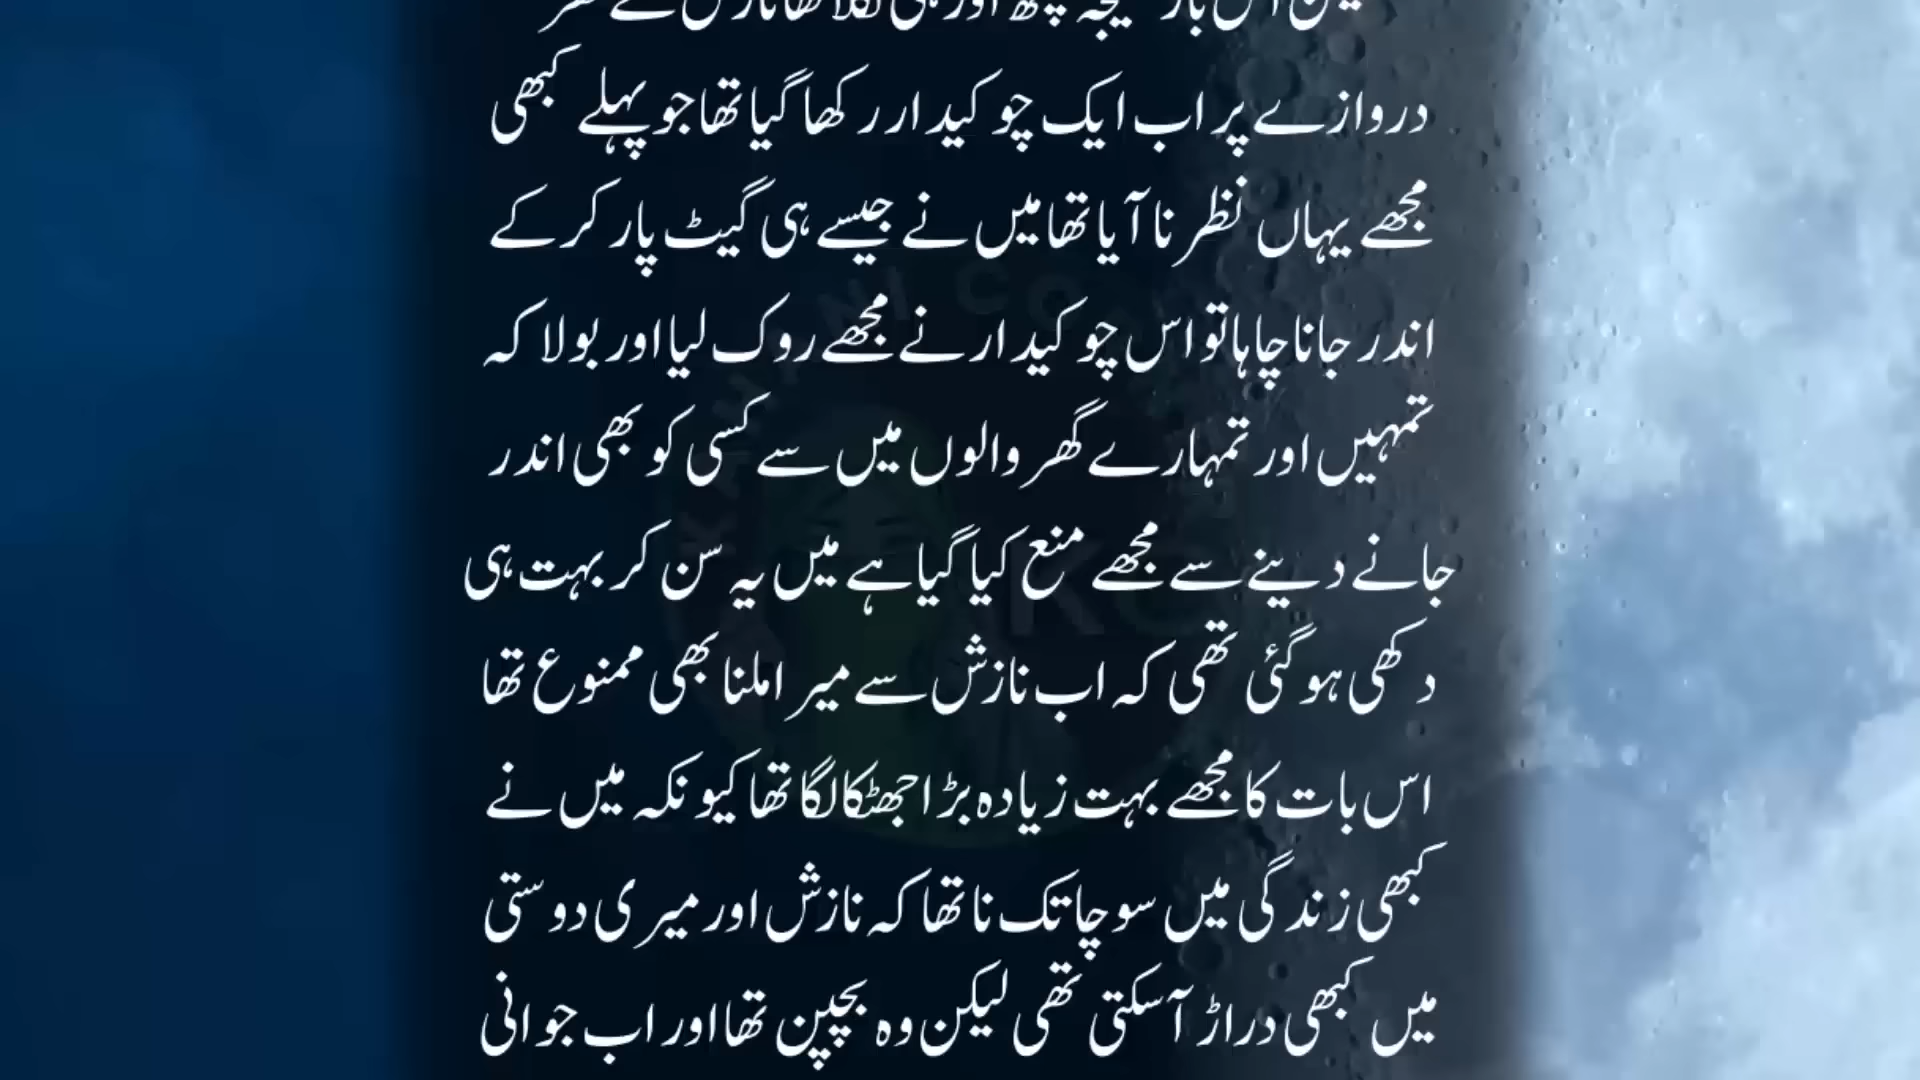 دروازے پر اب ایک چوکیدار رکھا گیا تھا جو پہلے کبھی
مجھے یہاں نظر نا آیا تھا میں نے جیسے ہی گیٹ پار کر کے
اندر جانا چاہا تو اس چوکیدار نے مجھے روک لیا اور بولا کہ
تمہیں اور تمہارے گھر والوں میں سے کسی کو بھی اندر
جانے دینے سے مجھے منع کیا گیا ہے میں یہ سن کر بہت ہی
دکھی ہو گئی تھی کہ اب نازش سے میرا ملنا بھی ممنوع تھا
اس بات کا مجھے بہت زیادہ بڑا جھٹکا لگا تھا کیونکہ میں نے
کبھی زندگی میں سوچا تک نا تھا کہ نازش اور میری دوستی
میں کبھی دراڑ آ سکتی تھی لیکن وہ بچپن تھا اور اب جوانی